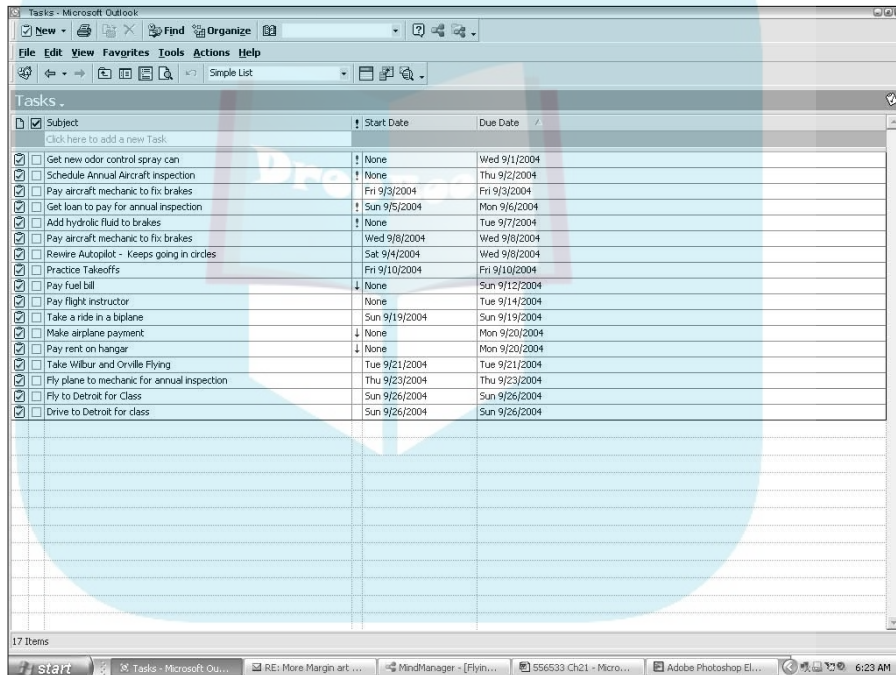 Tasks - Microsoft Outlook
New Find Organize
File Edit View Favorites Tools Actions Help
Simple List
Tasks
Subject ! Start Date Due Date
Click here to add a new Task
Get new odor control spray can ! None Wed 9/1/2004
Schedule Annual Aircraft inspection ! None Thu 9/2/2004
Pay aircraft mechanic to fix brakes Fri 9/3/2004 Fri 9/3/2004
Get loan to pay for annual inspection ! Sun 9/5/2004 Mon 9/6/2004
Add hydrolic fluid to brakes ! None Tue 9/7/2004
Pay aircraft mechanic to fix brakes Wed 9/8/2004 Wed 9/8/2004
Rewire Autopilot - Keeps going in circles Sat 9/4/2004 Wed 9/8/2004
Practice Takeoffs Fri 9/10/2004 Fri 9/10/2004
Pay fuel bill ↓ None Sun 9/12/2004
Pay flight instructor None Tue 9/14/2004
Take a ride in a biplane Sun 9/19/2004 Sun 9/19/2004
Make airplane payment ↓ None Mon 9/20/2004
Pay rent on hangar ↓ None Mon 9/20/2004
Take Wilbur and Orville Flying Tue 9/21/2004 Tue 9/21/2004
Fly plane to mechanic for annual inspection Thu 9/23/2004 Thu 9/23/2004
Fly to Detroit for Class Sun 9/26/2004 Sun 9/26/2004
Drive to Detroit for class Sun 9/26/2004 Sun 9/26/2004
17 Items
start Tasks - Microsoft Ou... RE: More Margin art ... MindManager - [Flyin... 556533 Ch21 - Micro... Adobe Photoshop El... 6:23 AM